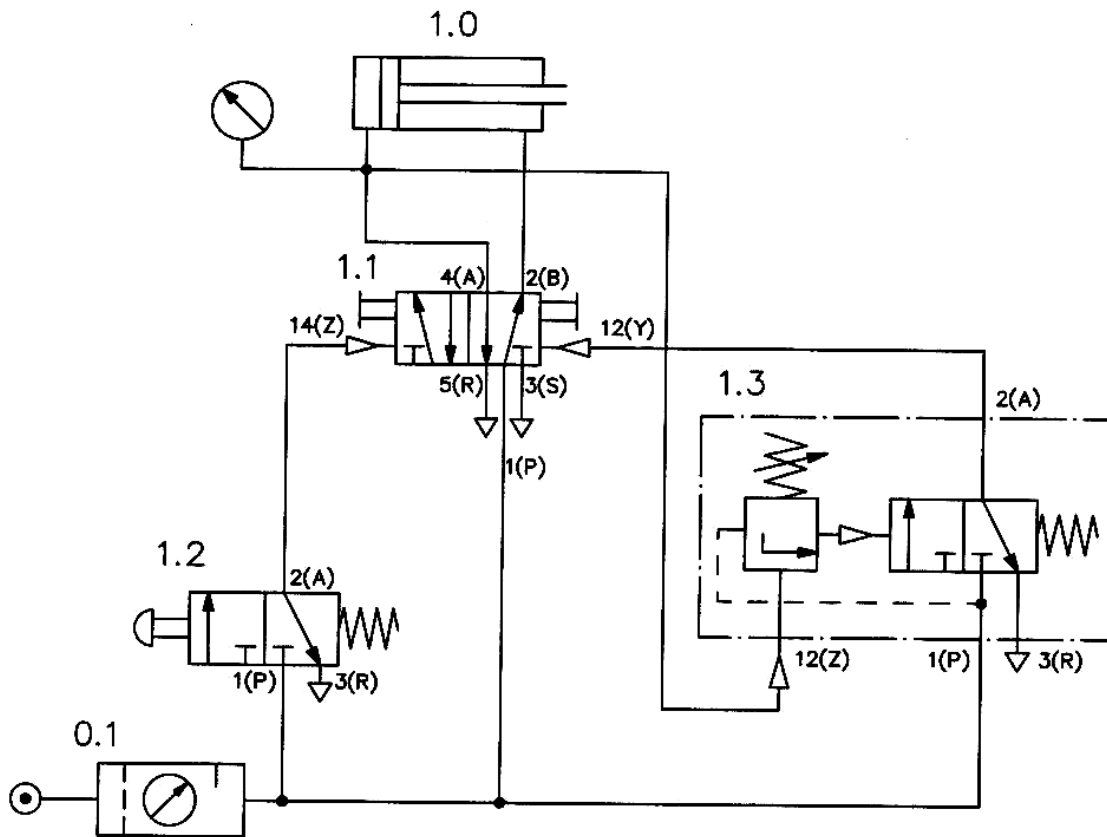 1.0
1.1
4(A)
2(B)
14(Z)
12(Y)
5(R)
3(S)
1(P)
1.3
2(A)
1.2
2(A)
1(P)
3(R)
12(Z)
1(P)
3(R)
0.1